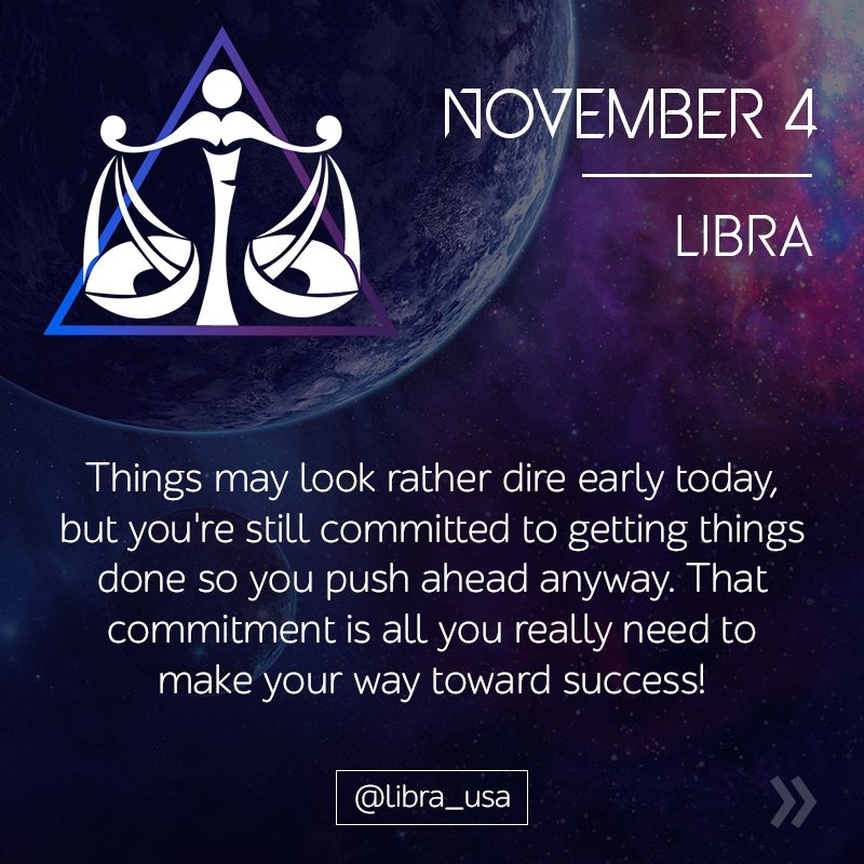 NOVEMBER 4
LIBRA
Things may look rather dire early today,
but you're still committed to getting things
done so you push ahead anyway. That
commitment is all you really need to
make your way toward success!
@libra_usa